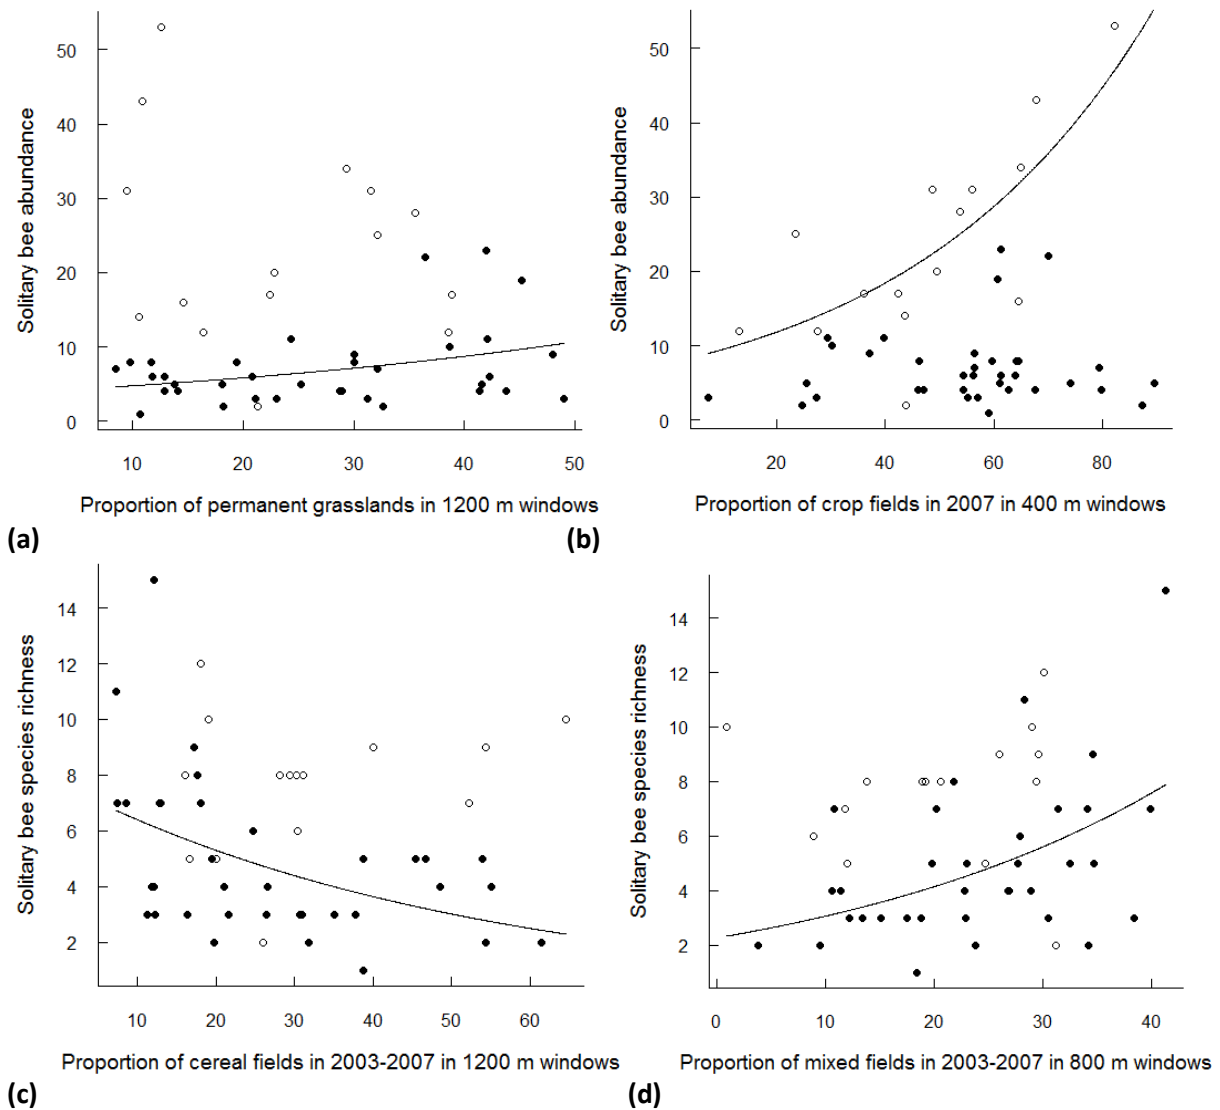 50
40
30
20
10
0
Solitary bee abundance
10 20 30 40 50
Proportion of permanent grasslands in 1200 m windows
(a)
50
40
30
20
10
0
Solitary bee abundance
20 40 60 80
Proportion of crop fields in 2007 in 400 m windows
(b)
14
12
10
8
6
4
2
Solitary bee species richness
10 20 30 40 50 60
Proportion of cereal fields in 2003-2007 in 1200 m windows
(c)
14
12
10
8
6
4
2
Solitary bee species richness
0 10 20 30 40
Proportion of mixed fields in 2003-2007 in 800 m windows
(d)